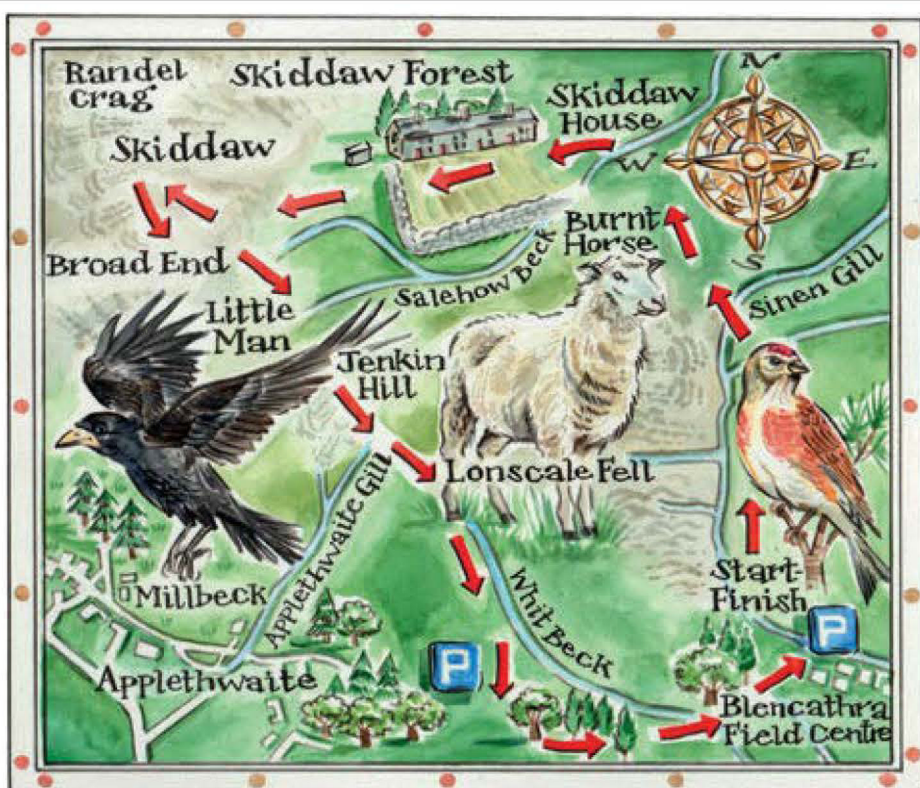 Randel
Crag
Skiddaw Forest
Skiddaw
House
N
W
E
S
Skiddaw
Burnt
Horse
Broad End
Salehow Beck
Sinen Gill
Little
Man
Jenkin
Hill
Lonscale Fell
Applethwaite Gill
Whit Beck
Start-
Finish
Millbeck
P
P
Applethwaite
Blencathra
Field Centre